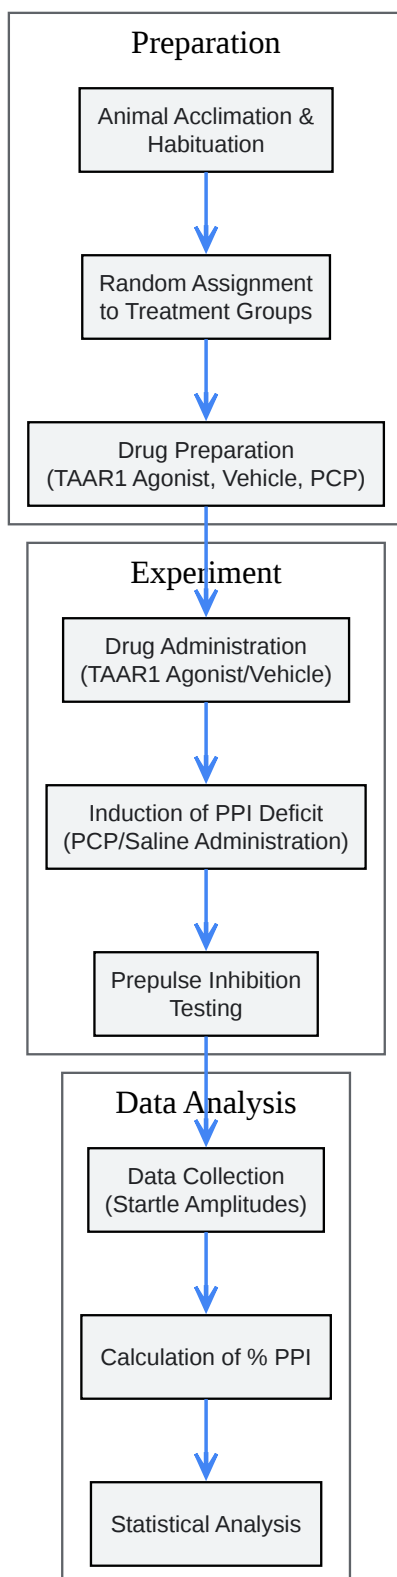 Preparation
Animal Acclimation &
Habituation
Random Assignment
to Treatment Groups
Drug Preparation
(TAAR1 Agonist, Vehicle, PCP)
Experiment
Drug Administration
(TAAR1 Agonist/Vehicle)
Induction of PPI Deficit
(PCP/Saline Administration)
Prepulse Inhibition
Testing
Data Analysis
Data Collection
(Startle Amplitudes)
Calculation of % PPI
Statistical Analysis